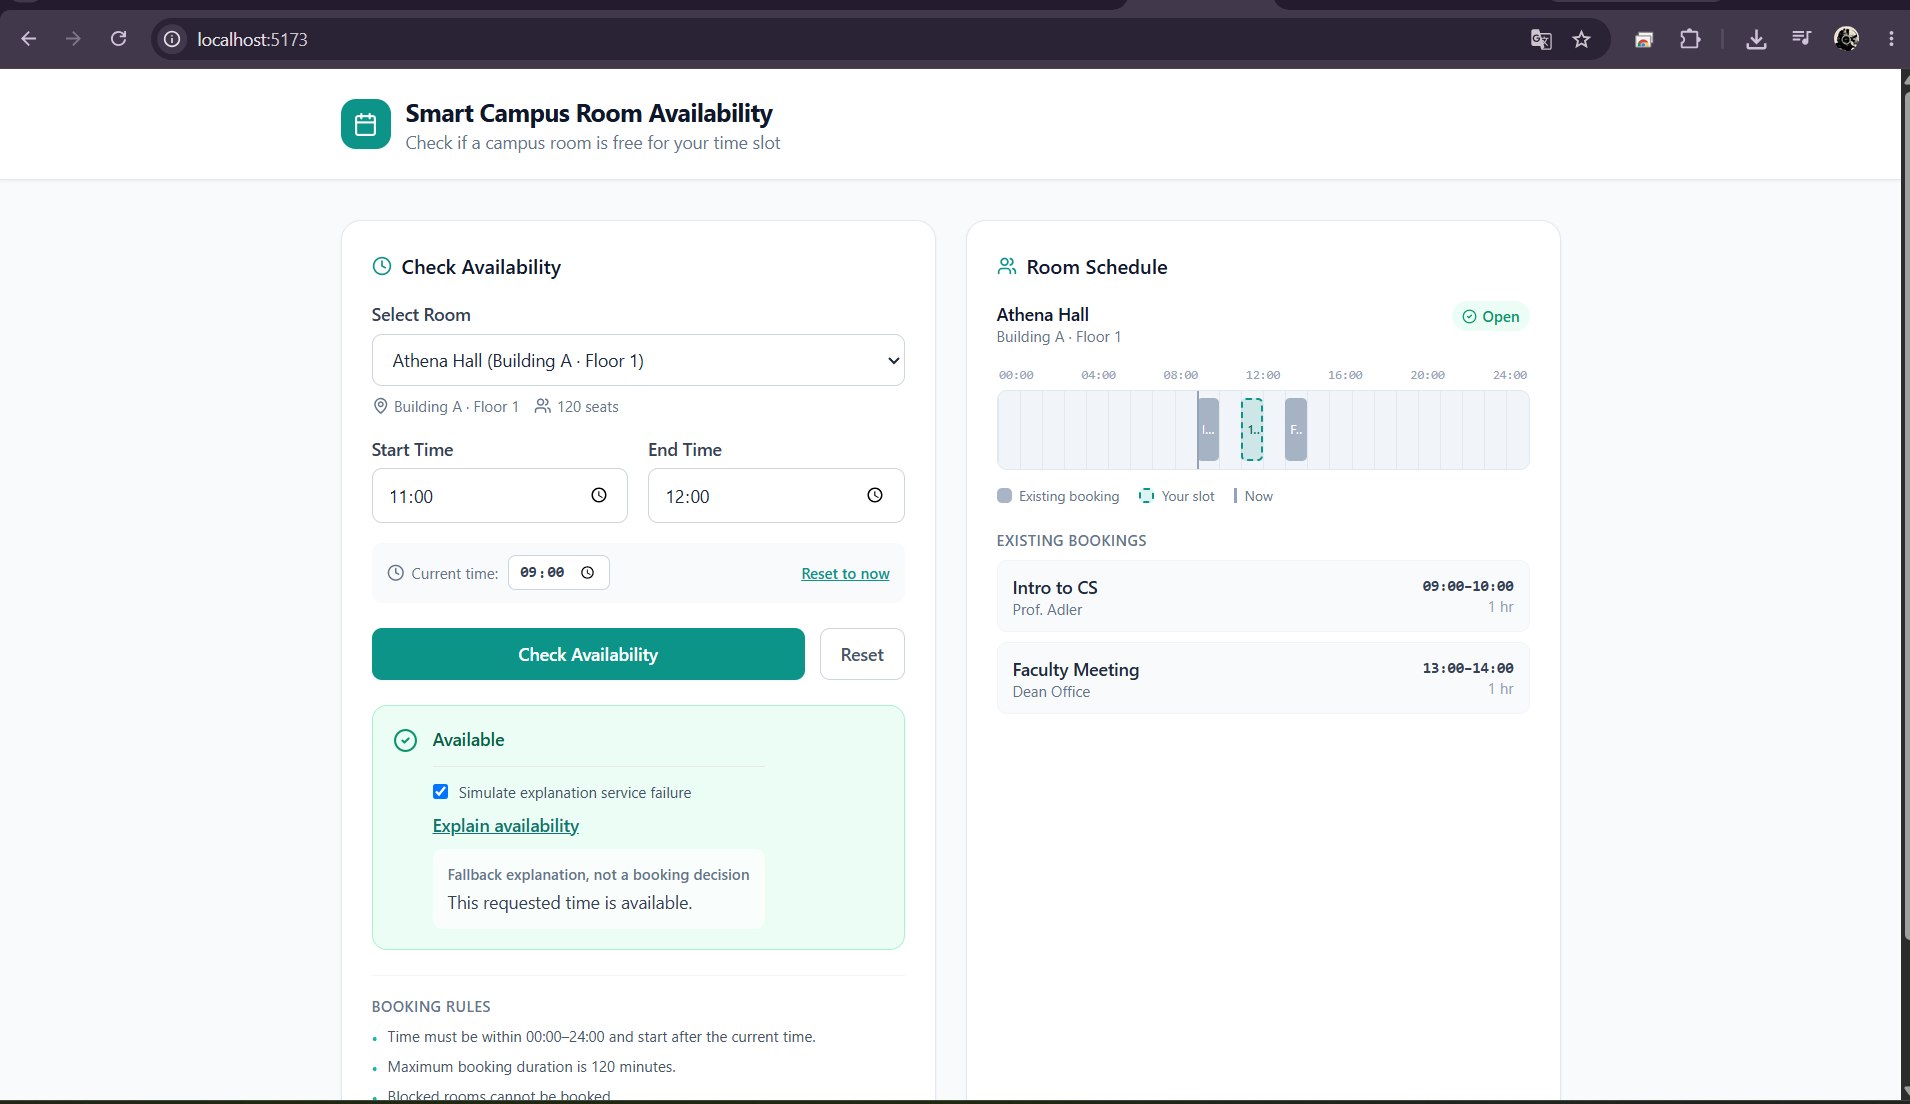 localhost:5173
Smart Campus Room Availability
Check if a campus room is free for your time slot
Check Availability
Select Room
Athena Hall (Building A · Floor 1)
Building A · Floor 1 120 seats
Start Time End Time
11:00 12:00
Current time: 09:00 Reset to now
Check Availability Reset
Available
Simulate explanation service failure
Explain availability
Fallback explanation, not a booking decision
This requested time is available.
BOOKING RULES
• Time must be within 00:00–24:00 and start after the current time.
• Maximum booking duration is 120 minutes.
• Blocked rooms cannot be booked
Room Schedule
Athena Hall Open
Building A · Floor 1
00:00 04:00 08:00 12:00 16:00 20:00 24:00
I... 1.. F..
Existing booking Your slot Now
EXISTING BOOKINGS
Intro to CS 09:00–10:00
Prof. Adler 1 hr
Faculty Meeting 13:00–14:00
Dean Office 1 hr